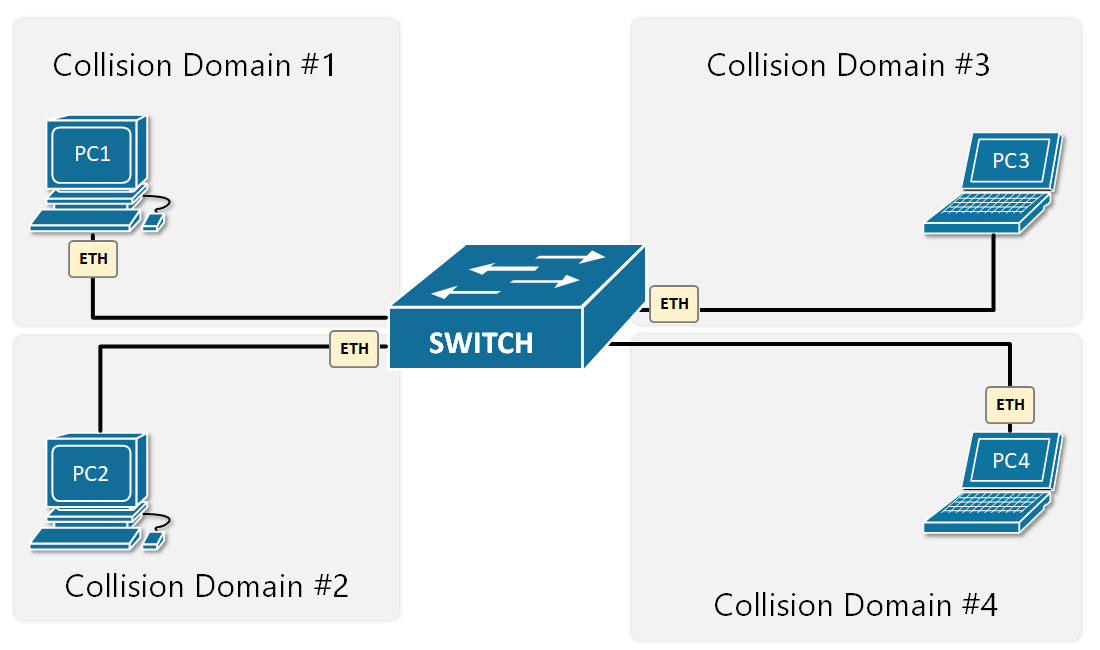 Collision Domain #1
Collision Domain #3
PC1
PC3
ETH
ETH
SWITCH
ETH
ETH
PC2
PC4
Collision Domain #2
Collision Domain #4